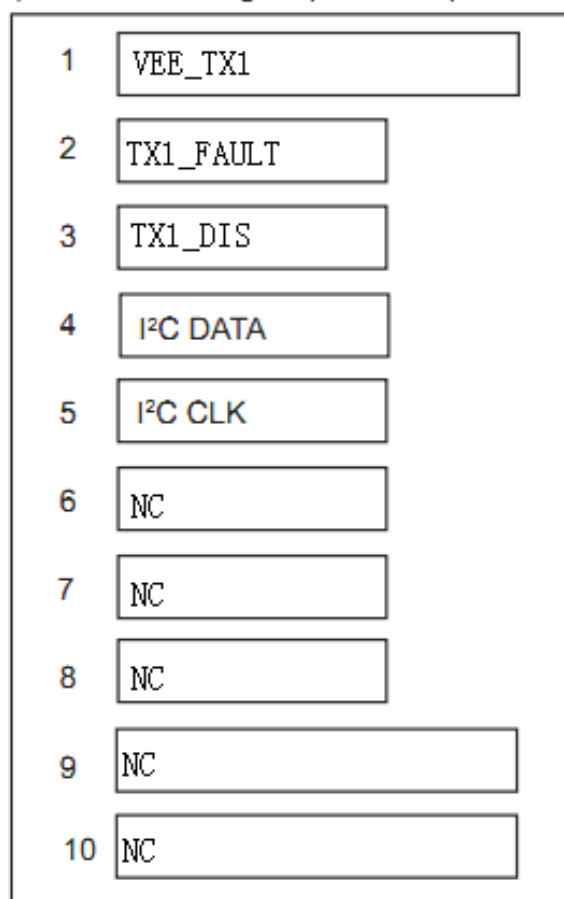 1 VEE_TX1
2 TX1_FAULT
3 TX1_DIS
4 I²C DATA
5 I²C CLK
6 NC
7 NC
8 NC
9 NC
10 NC